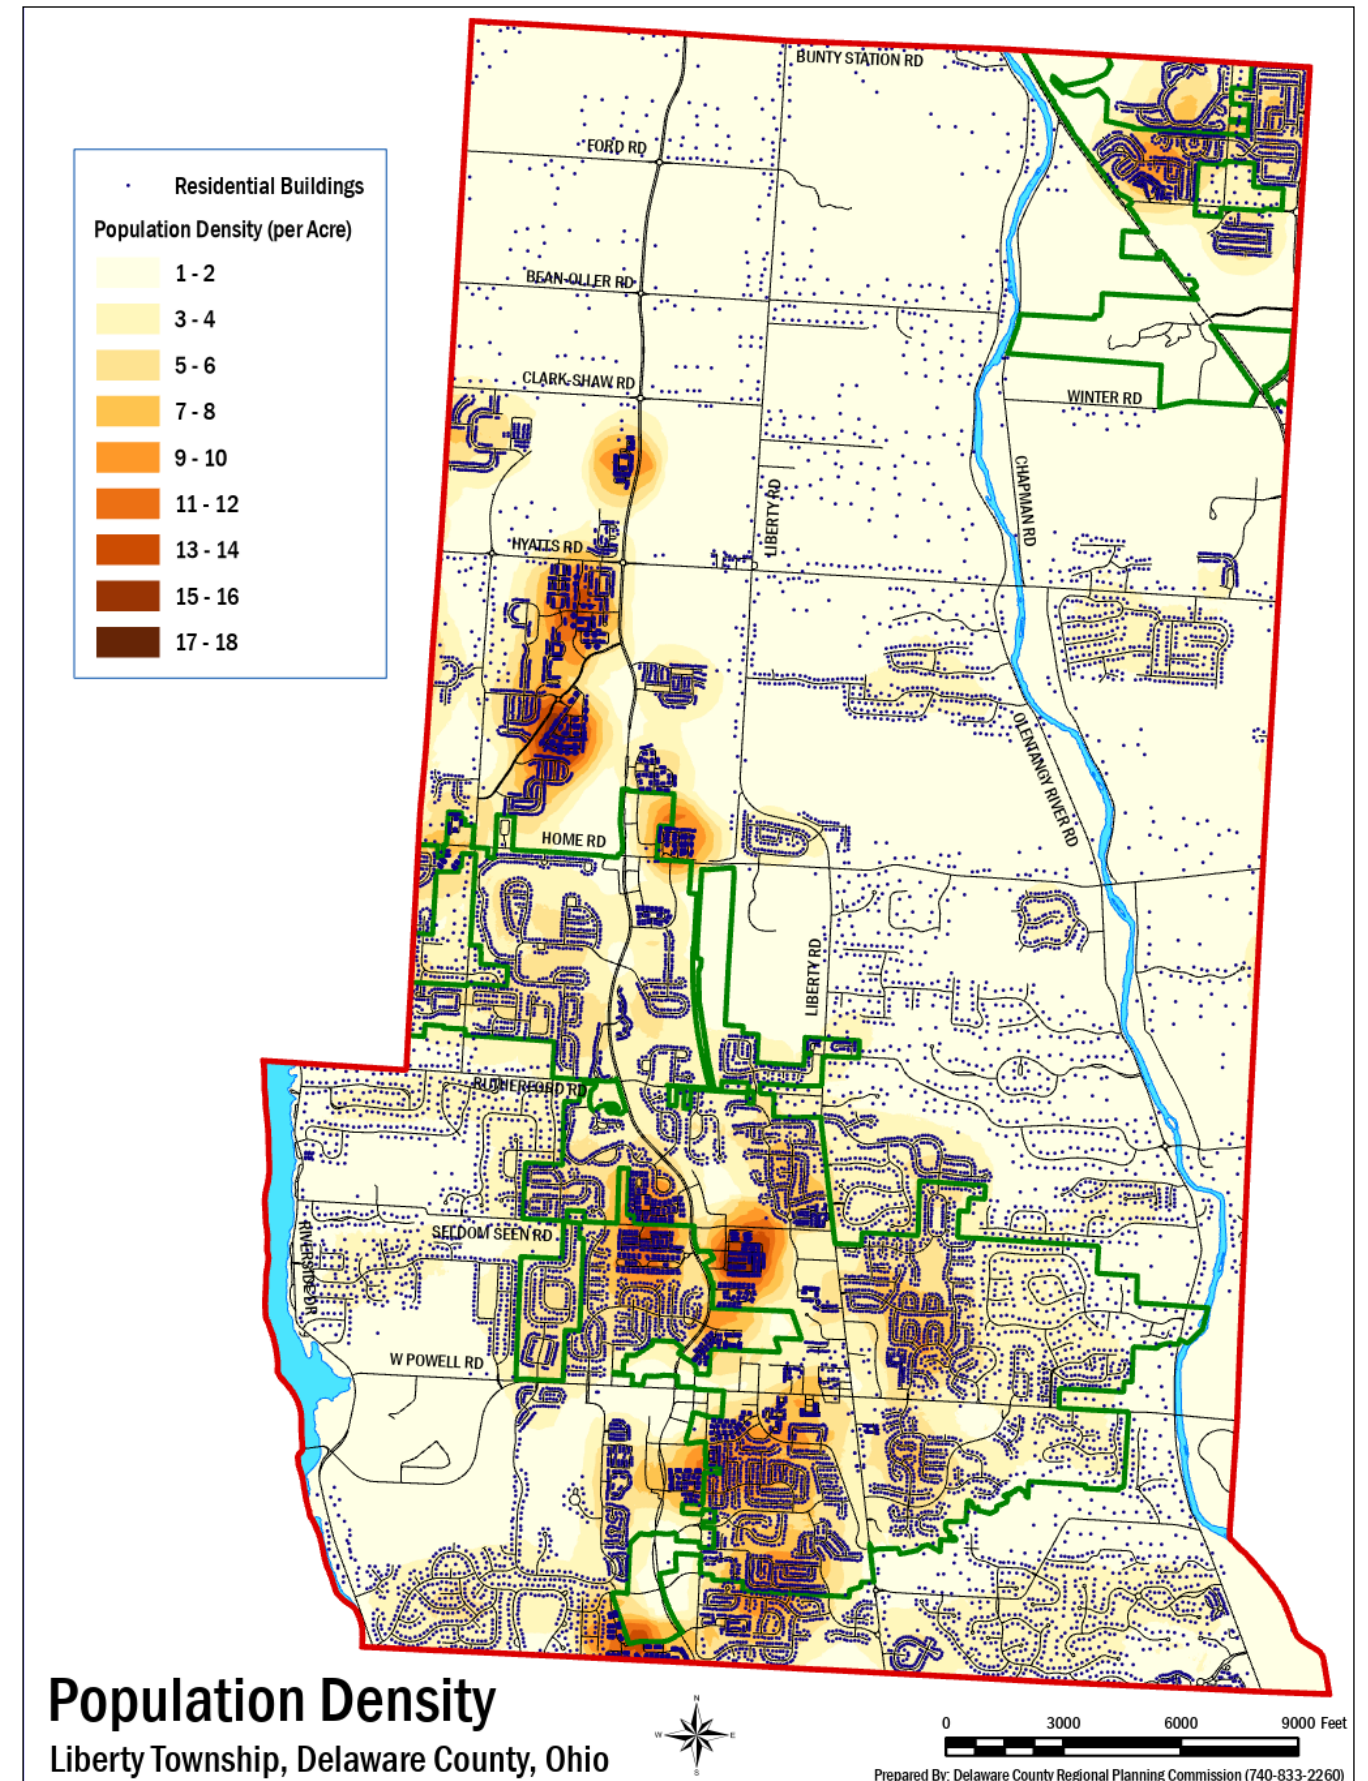 BUNTY STATION RD
FORD RD
Residential Buildings
Population Density (per Acre)
1 - 2
3 - 4
5 - 6
7 - 8
9 - 10
11 - 12
13 - 14
15 - 16
17 - 18
BEAN-OLLER RD
CLARK-SHAW RD
WINTER RD
CHAPMAN RD
LIBERTY RD
HYATTS RD
OLENTANGY RIVER RD
HOME RD
LIBERTY RD
RUTHERFORD RD
SELDOM SEEN RD
RIVERSIDE DR
W POWELL RD
Population Density
Liberty Township, Delaware County, Ohio
N
W
E
S
0 3000 6000 9000 Feet
Prepared By: Delaware County Regional Planning Commission (740-833-2260)